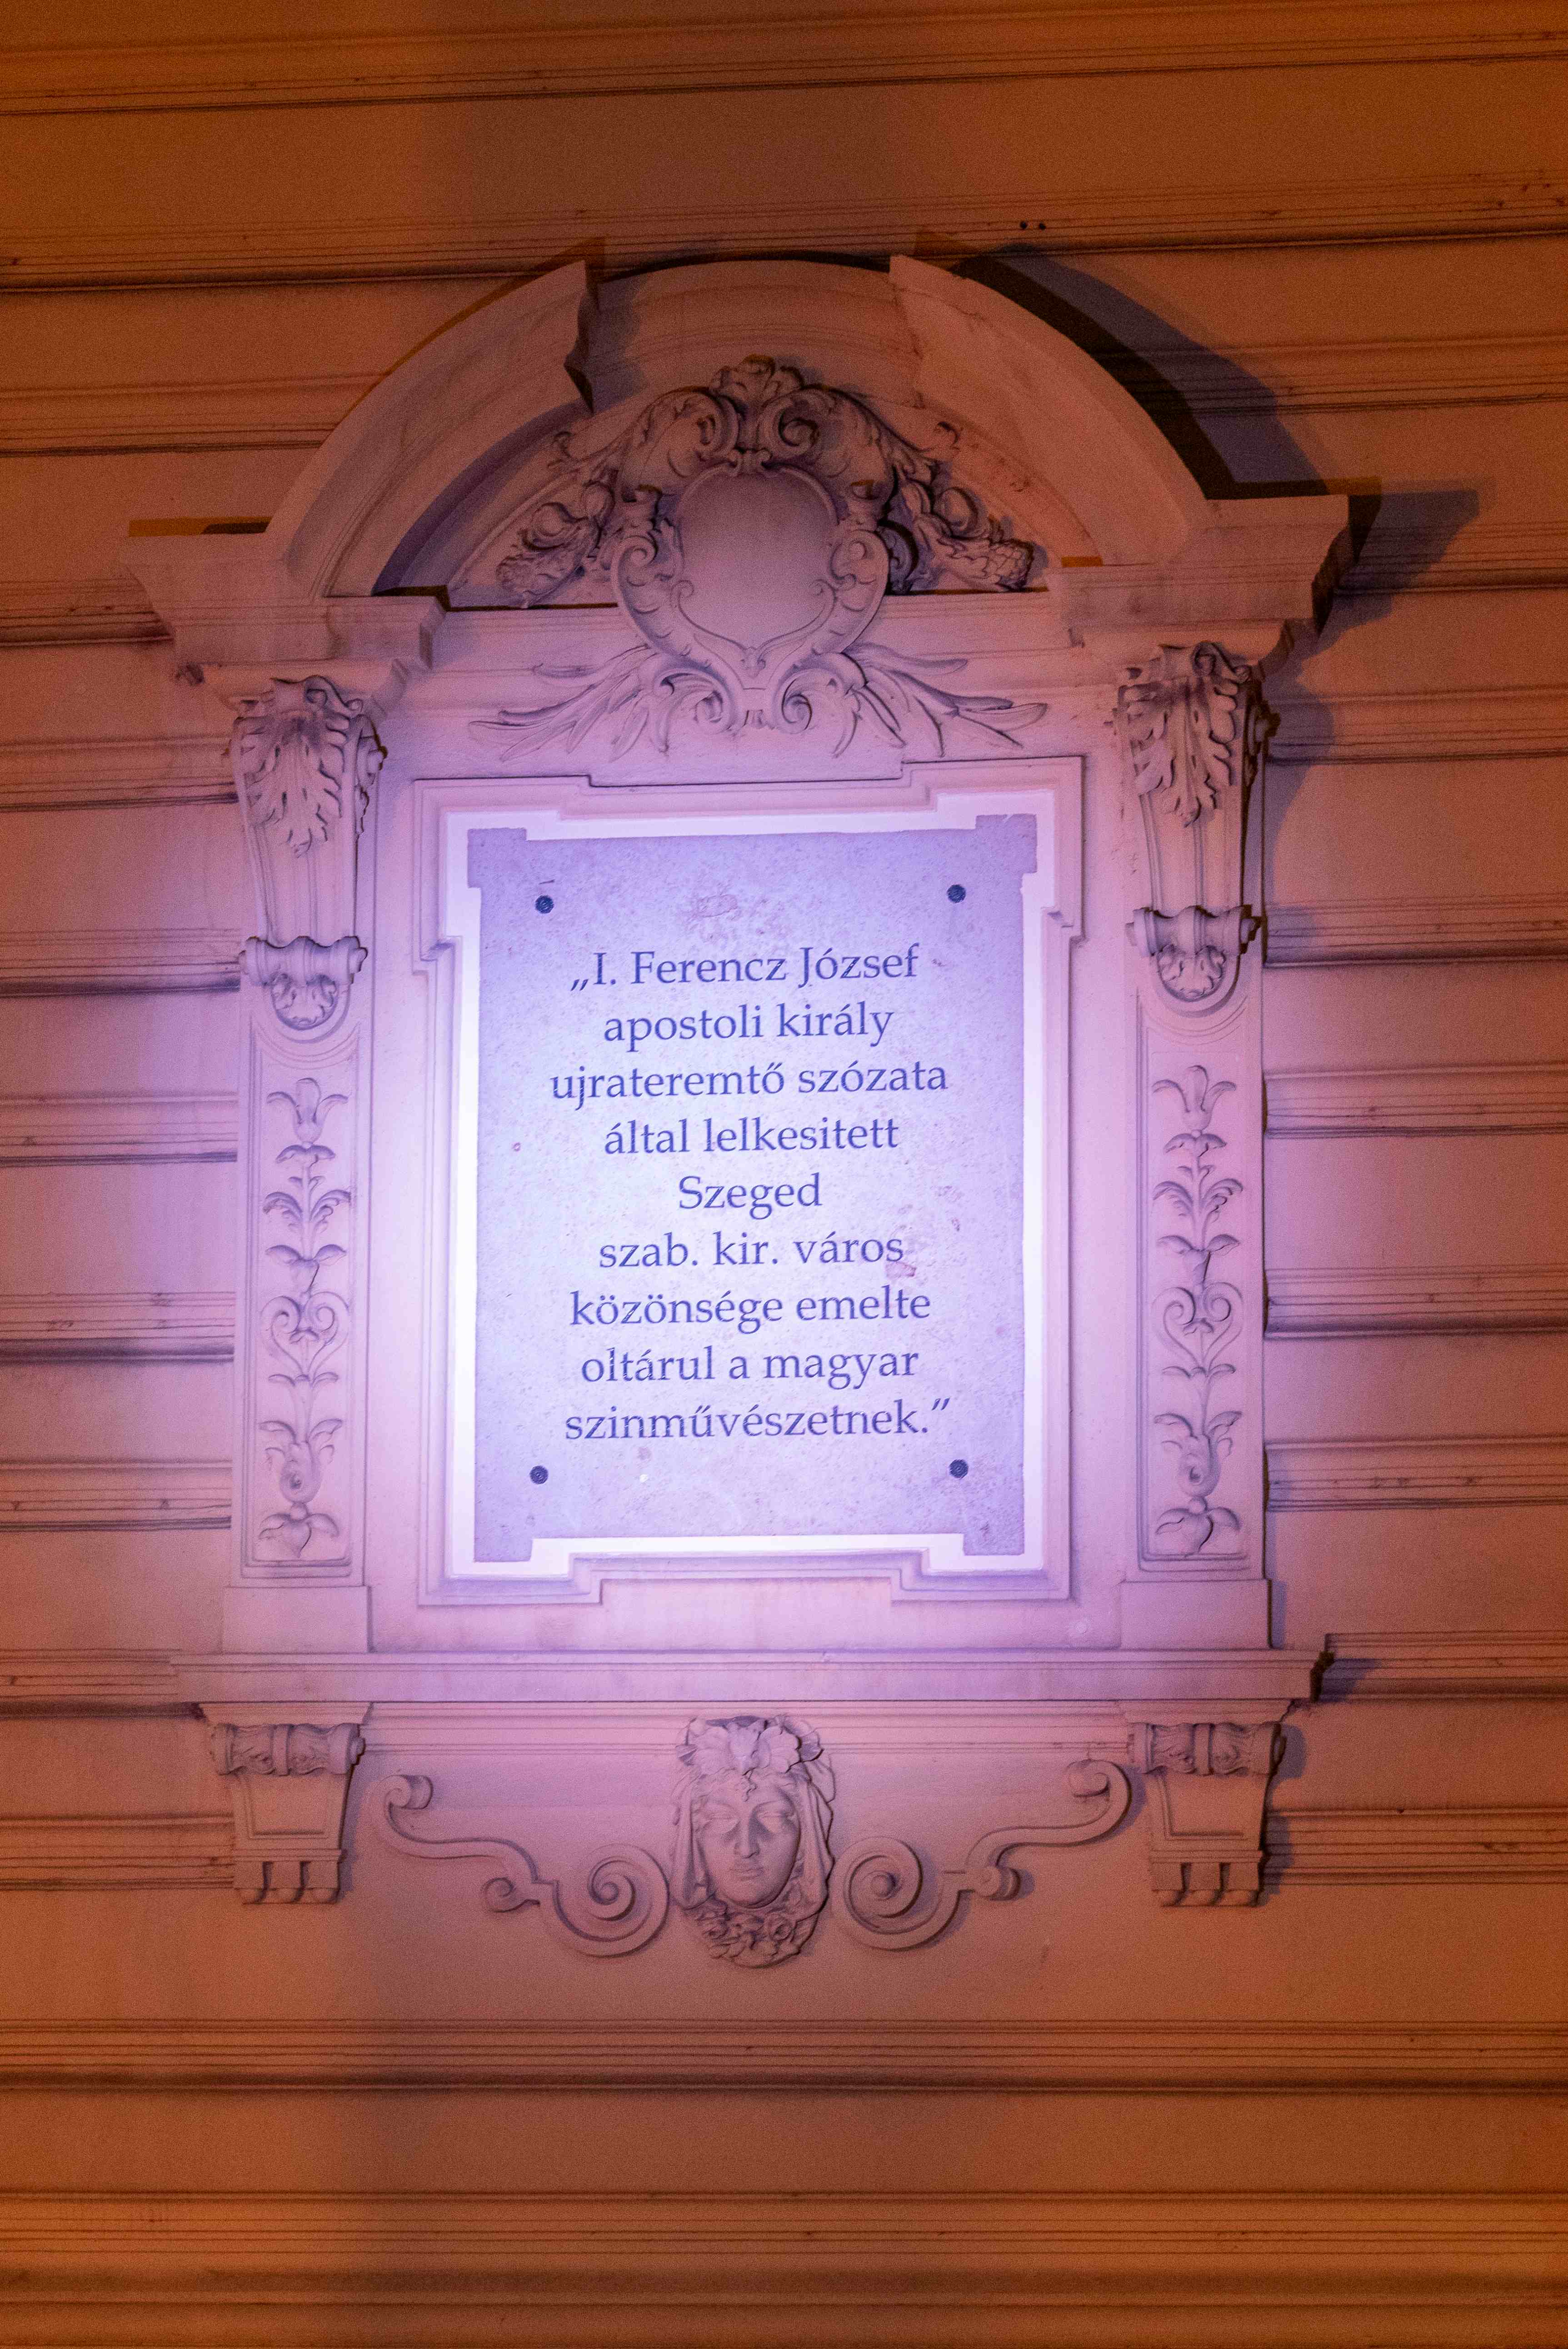 „I. Ferencz József
apostoli király
ujrateremtő szózata
által lelkesitett
Szeged
szab. kir. város
közönsége emelte
oltárul a magyar
szinművészetnek.”